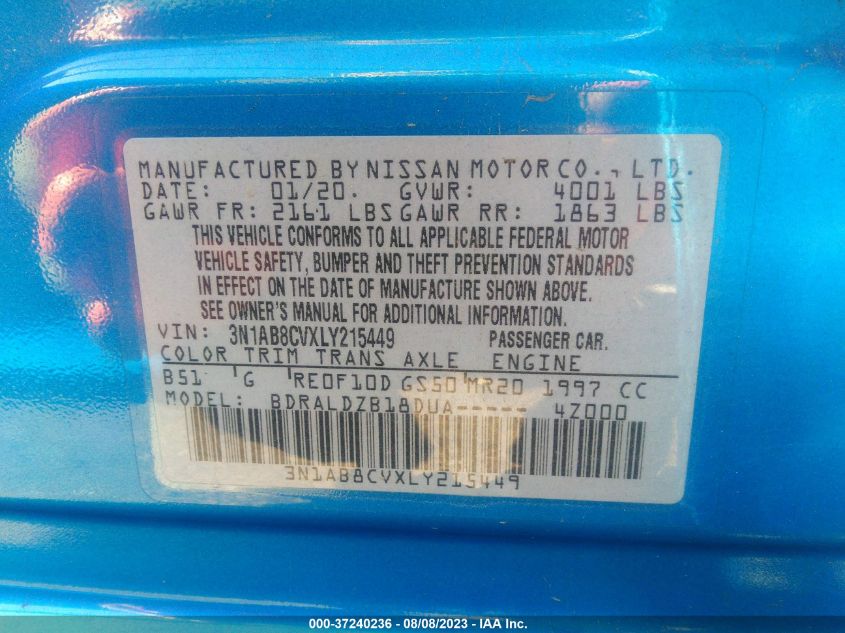 MANUFACTURED BY NISSAN MOTOR CO., LTD.
DATE: 01/20. GVWR: 4001 LBS
GAWR FR: 2161 LBS GAWR RR: 1863 LBS
THIS VEHICLE CONFORMS TO ALL APPLICABLE FEDERAL MOTOR
VEHICLE SAFETY, BUMPER AND THEFT PREVENTION STANDARDS
IN EFFECT ON THE DATE OF MANUFACTURE SHOWN ABOVE.
SEE OWNER'S MANUAL FOR ADDITIONAL INFORMATION.
VIN: 3N1AB8CVXLY215449 PASSENGER CAR.
COLOR TRIM TRANS AXLE ENGINE
B51 G RE0F10D GS50 MR20 1997 CC
MODEL: BDRALDZB18DUA----- 4Z000
3N1AB8CVXLY215449
000-37240236 - 08/08/2023 - IAA Inc.